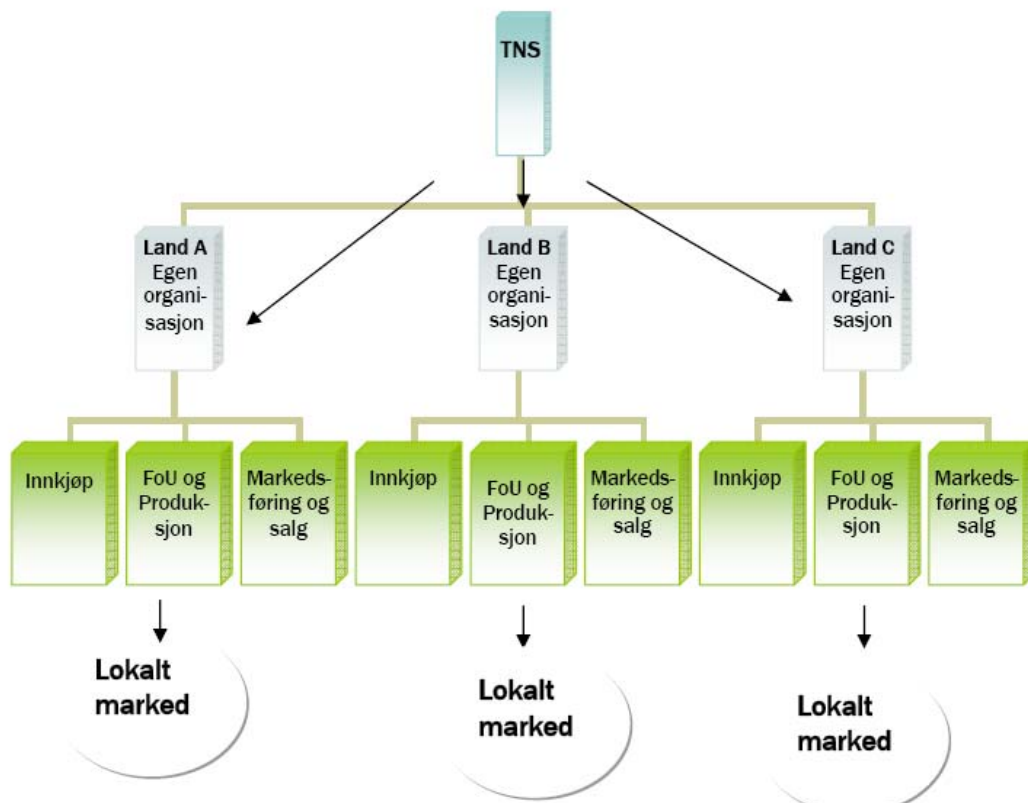 TNS
Land A
Egen
organi-
sasjon
Land B
Egen
organi-
sasjon
Land C
Egen
organi-
sasjon
Innkjøp
FoU og
Produk-
sjon
Markeds-
føring og
salg
Innkjøp
FoU og
Produk-
sjon
Markeds-
føring og
salg
Innkjøp
FoU og
Produk-
sjon
Markeds-
føring og
salg
Lokalt
marked
Lokalt
marked
Lokalt
marked